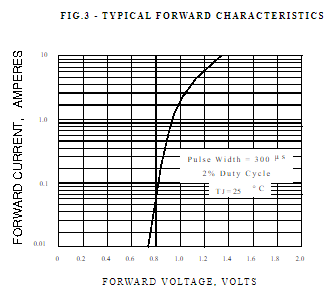 FIG.3 - TYPICAL FORWARD CHARACTERISTICS
FORWARD CURRENT, AMPERES
10
1.0
0.1
0.01
Pulse Width = 300 μs
2% Duty Cycle
TJ=25 °C
0 0.2 0.4 0.6 0.8 1.0 1.2 1.4 1.6 1.8 2.0
FORWARD VOLTAGE, VOLTS